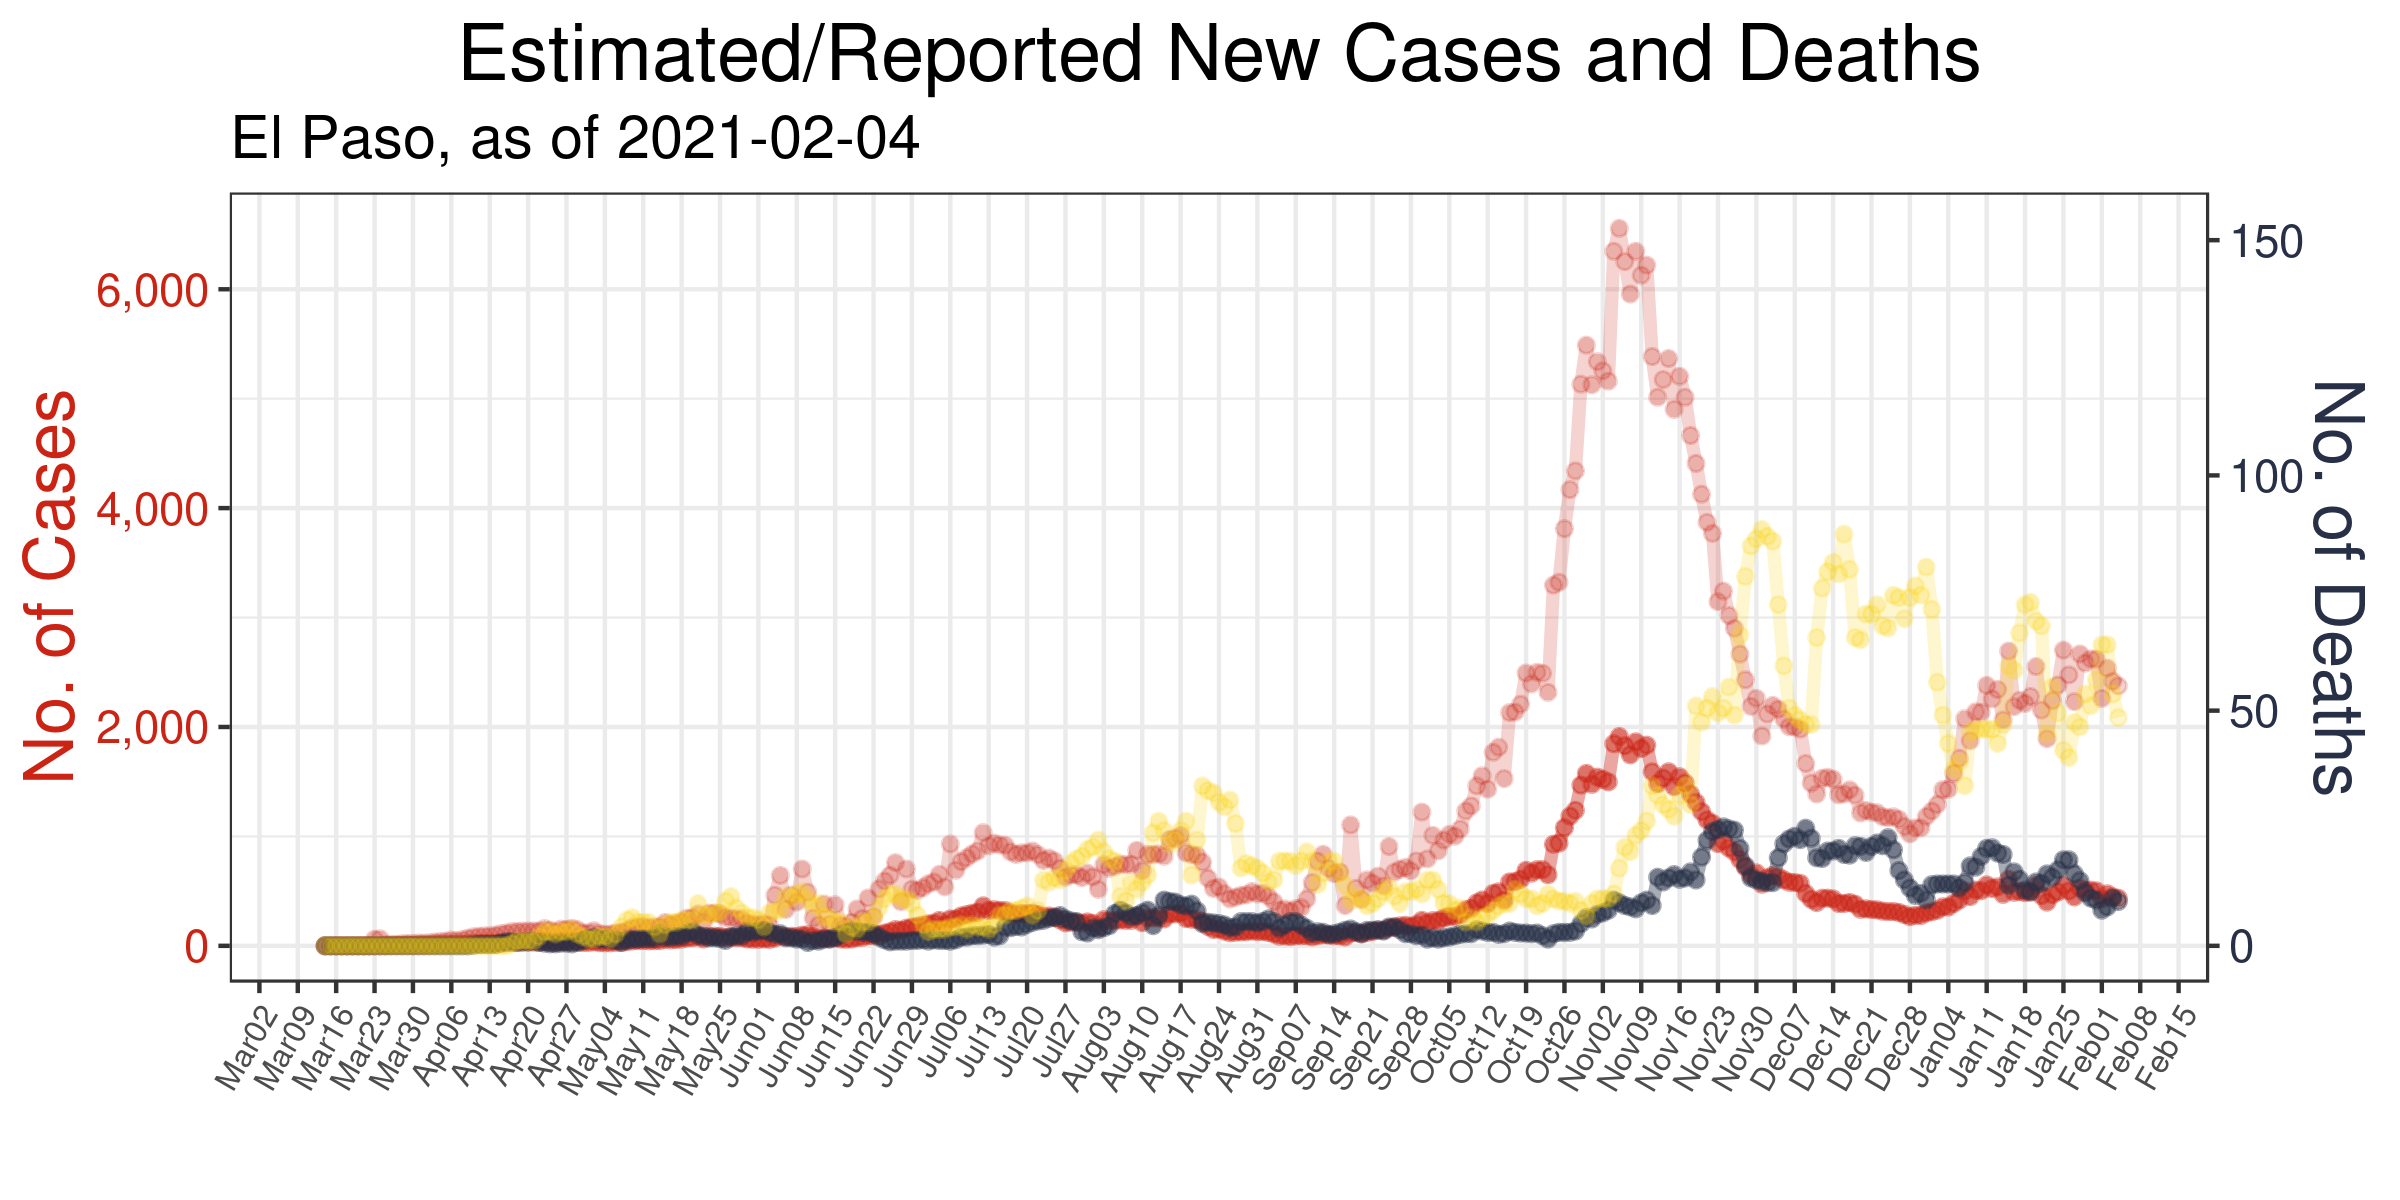 Estimated/Reported New Cases and Deaths
El Paso, as of 2021-02-04
No. of Cases
6,000
4,000
2,000
0
150
100
50
0
No. of Deaths
Mar02
Mar09
Mar16
Mar23
Mar30
Apr06
Apr13
Apr20
Apr27
May04
May11
May18
May25
Jun01
Jun08
Jun15
Jun22
Jun29
Jul06
Jul13
Jul20
Jul27
Aug03
Aug10
Aug17
Aug24
Aug31
Sep07
Sep14
Sep21
Sep28
Oct05
Oct12
Oct19
Oct26
Nov02
Nov09
Nov16
Nov23
Nov30
Dec07
Dec14
Dec21
Dec28
Dec04
Jan11
Jan18
Jan25
Feb01
Feb08
Feb15